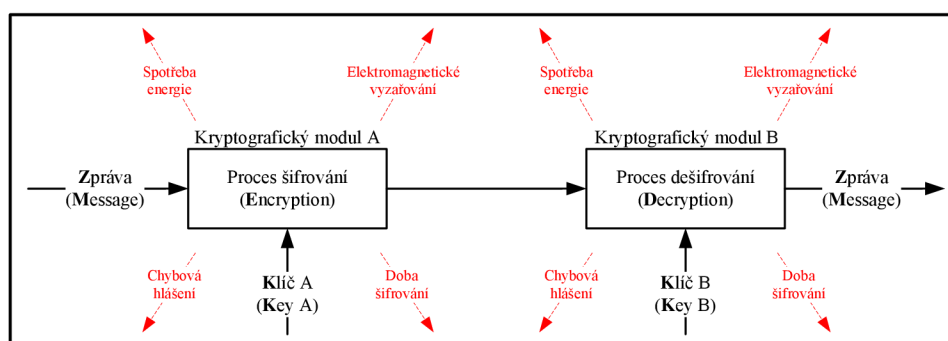 Spotřeba
energie
Elektromagnetické
vyzařování
Spotřeba
energie
Elektromagnetické
vyzařování
Kryptografický modul A
Kryptografický modul B
Zpráva
(Message)
Proces šifrování
(Encryption)
Proces dešifrování
(Decryption)
Zpráva
(Message)
Chybová
hlášení
Klíč A
(Key A)
Doba
šifrování
Chybová
hlášení
Klíč B
(Key B)
Doba
šifrování